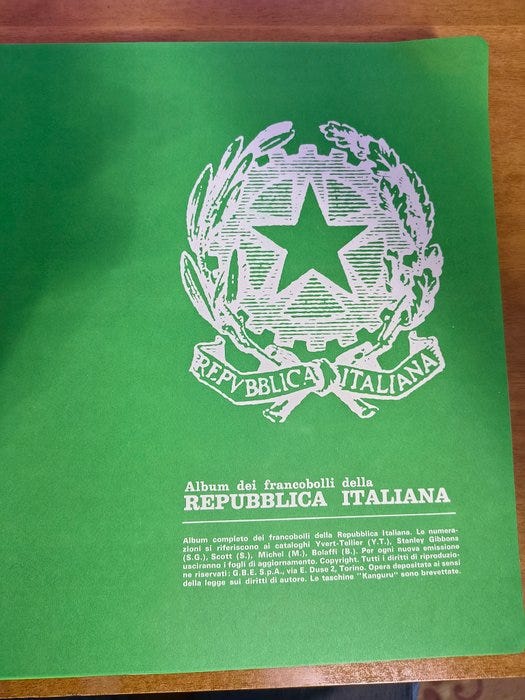 REPVBBLICA ITALIANA
Album dei francobolli della
REPUBBLICA ITALIANA
Album completo dei francobolli della Repubblica Italiana. Le numera-
zioni si riferiscono ai cataloghi Yvert-Tellier (Y.T.), Stanley Gibbons
(S.G.), Scott (S.), Michel (M.), Bolaffi (B.). Per ogni nuova emissione
usciranno i fogli di aggiornamento. Copyright. Tutti i diritti di riproduzio-
ne riservati: G.B.E. S.p.A., via E. Duse 2, Torino. Opera depositata ai sensi
della legge sui diritti di autore. Le taschine "Kanguru" sono brevettate.